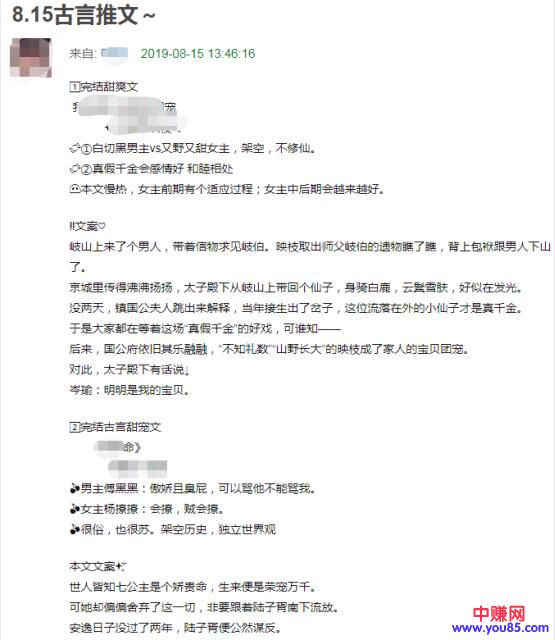 8.15古言推文~
来自: 2019-08-15 13:46:16
1完结甜爽文
宠
①白切黑男主vs又野又甜女主，架空，不修仙。
②真假千金会感情好 和睦相处
本文慢热，女主前期有个适应过程；女主中后期会越来越好。
‼文案♡
岐山上来了个男人，带着信物求见岐伯。映枝取出师父岐伯的遗物瞧了瞧，背上包袱跟男人下山
了。
京城里传得沸沸扬扬，太子殿下从岐山上带回个仙子，身骑白鹿，云鬓雪肤，好似在发光。
没两天，镇国公夫人跳出来解释，当年接生出了岔子，这位流落在外的小仙子才是真千金。
于是大家都在等着这场“真假千金”的好戏，可谁知——
后来，国公府依旧其乐融融，“不知礼数”“山野长大”的映枝成了家人的宝贝团宠。
对此，太子殿下有话说↓
岑瑜：明明是我的宝贝。
2完结古言甜宠文
命》
男主傅黑黑：傲娇且臭屁，可以骂他不能骂我。
女主杨撩撩：会撩，贼会撩。
很俗，也很苏。架空历史，独立世界观
本文文案
世人皆知七公主是个娇贵命，生来便是荣宠万千。
可她却偏偏舍弃了这一切，非要跟着陆子胥南下流放。
安逸日子没过了两年，陆子胥便公然谋反。
中赚网
www.you85.com